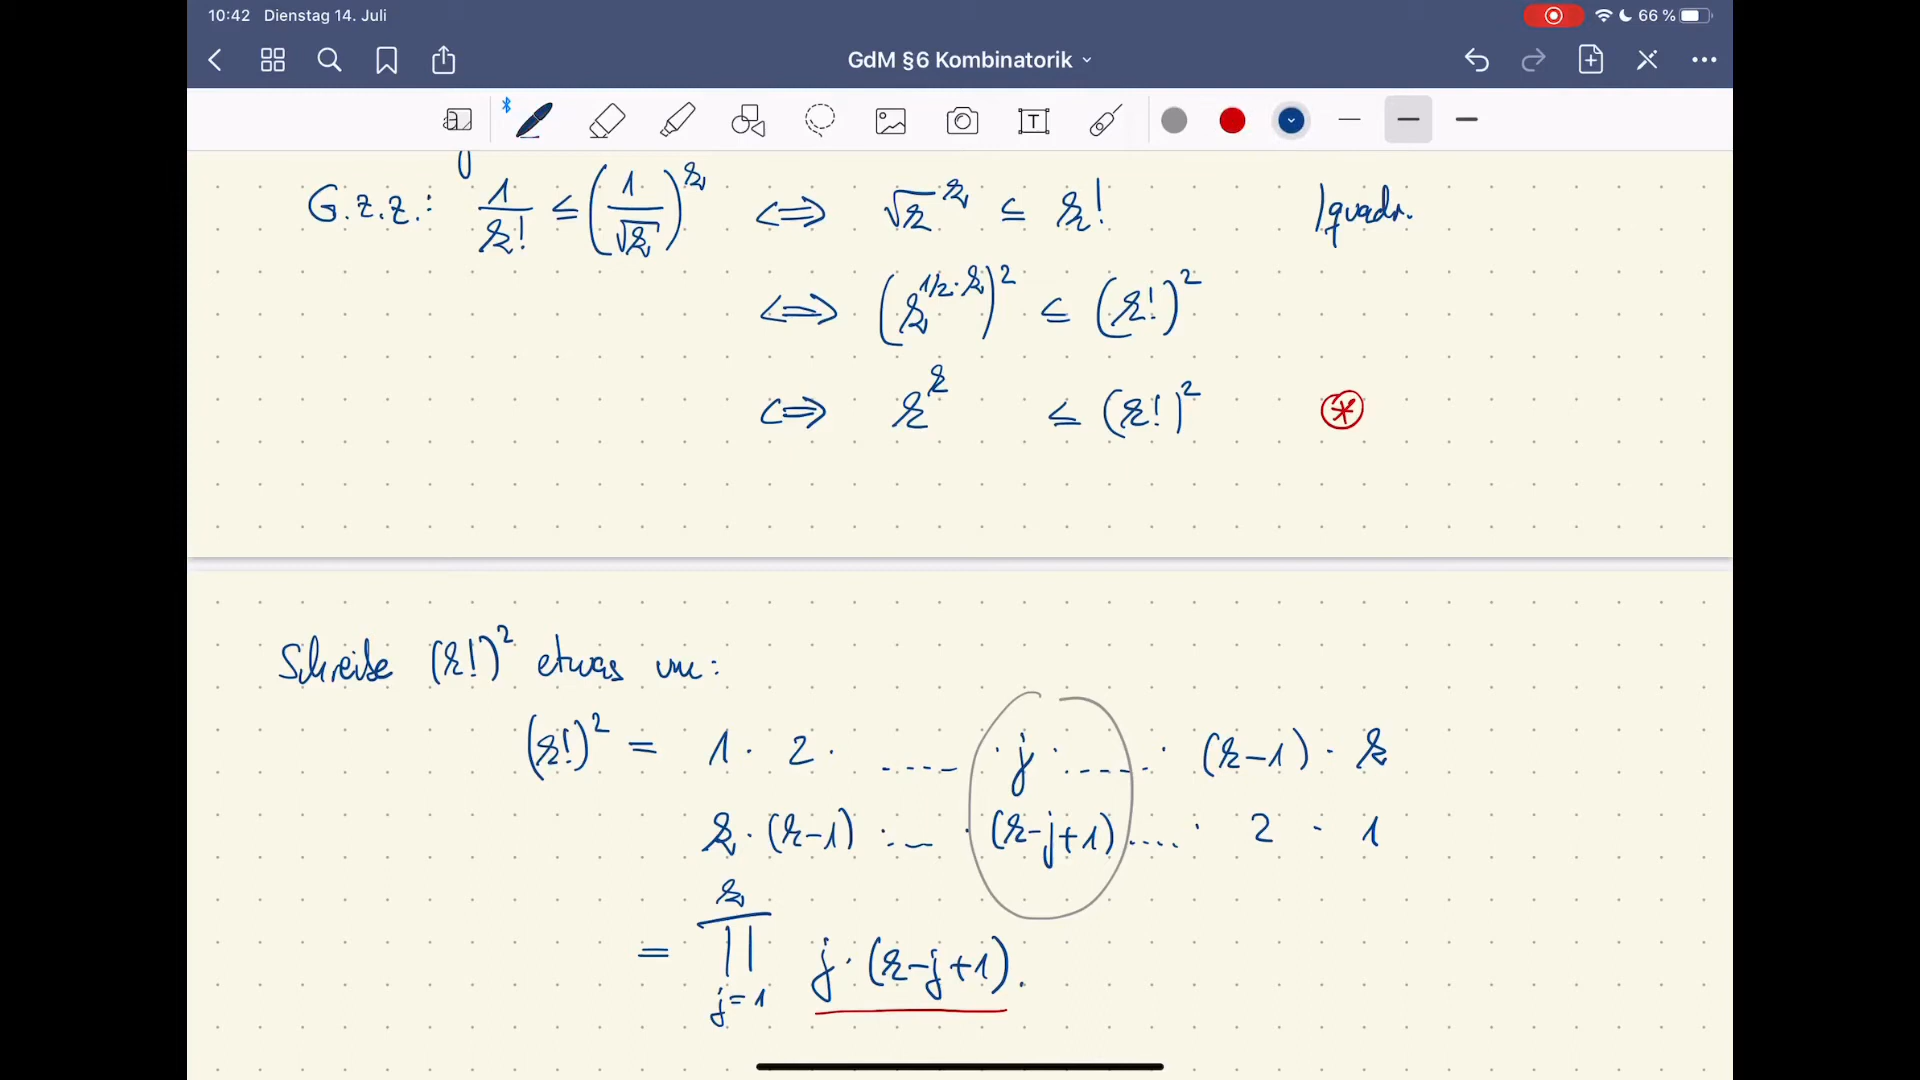 10:42 Dienstag 14. Juli 66 %
GdM §6 Kombinatorik
G.z.z.: 1/k! ≤ (1/√k)^k ⟺ √k^k ≤ k! | quadr.
⟺ (k^{1/2·k})^2 ≤ (k!)^2
⟺ k^k ≤ (k!)^2 ⊛
Schreibe (k!)^2 etwas um:
(k!)^2 = 1 · 2 · ..... · j · ..... · (k-1) · k
k · (k-1) · ... · (k-j+1) .... · 2 · 1
= ∏_{j=1}^{k} j · (k-j+1).